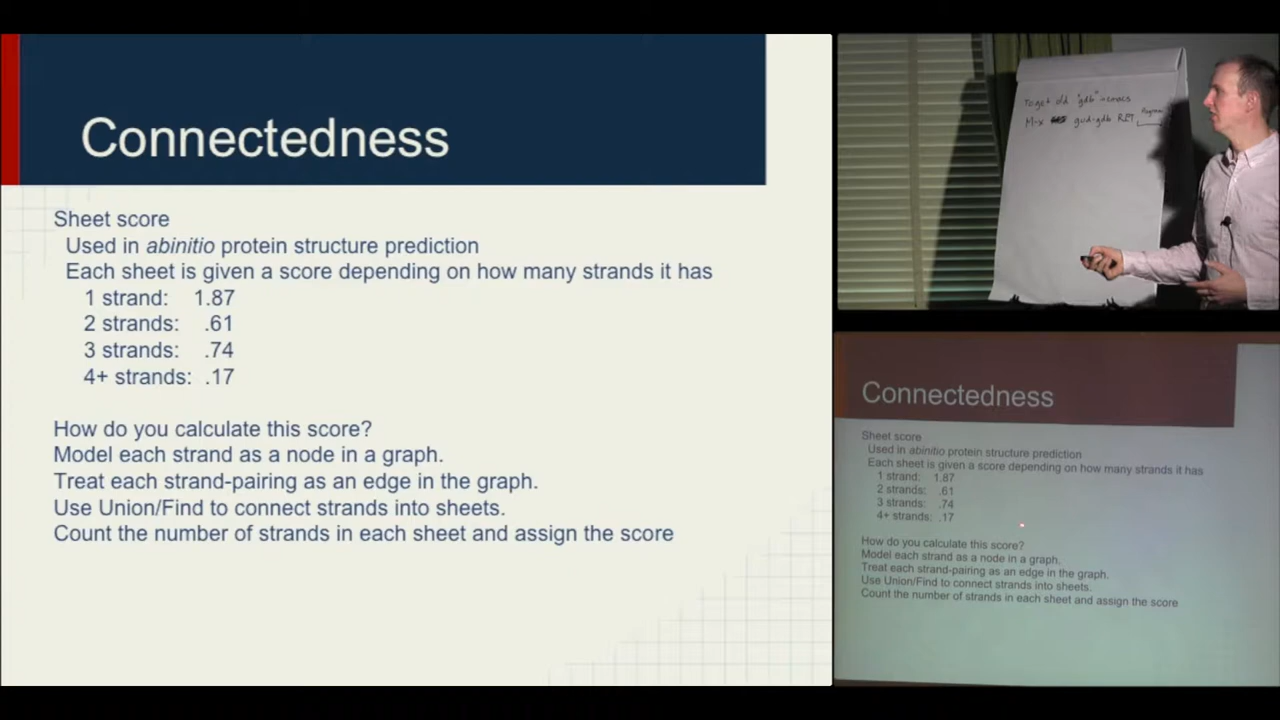 Connectedness
Sheet score
Used in abinitio protein structure prediction
Each sheet is given a score depending on how many strands it has
1 strand: 1.87
2 strands: .61
3 strands: .74
4+ strands: .17
How do you calculate this score?
Model each strand as a node in a graph.
Treat each strand-pairing as an edge in the graph.
Use Union/Find to connect strands into sheets.
Count the number of strands in each sheet and assign the score
To get old "gdb" - emacs
M-x gud-gdb RET
Connectedness
Sheet score
Used in abinitio protein structure prediction
Each sheet is given a score depending on how many strands it has
1 strand: 1.87
2 strands: .61
3 strands: .74
4+ strands: .17
How do you calculate this score?
Model each strand as a node in a graph.
Treat each strand-pairing as an edge in the graph.
Use Union/Find to connect strands into sheets.
Count the number of strands in each sheet and assign the score